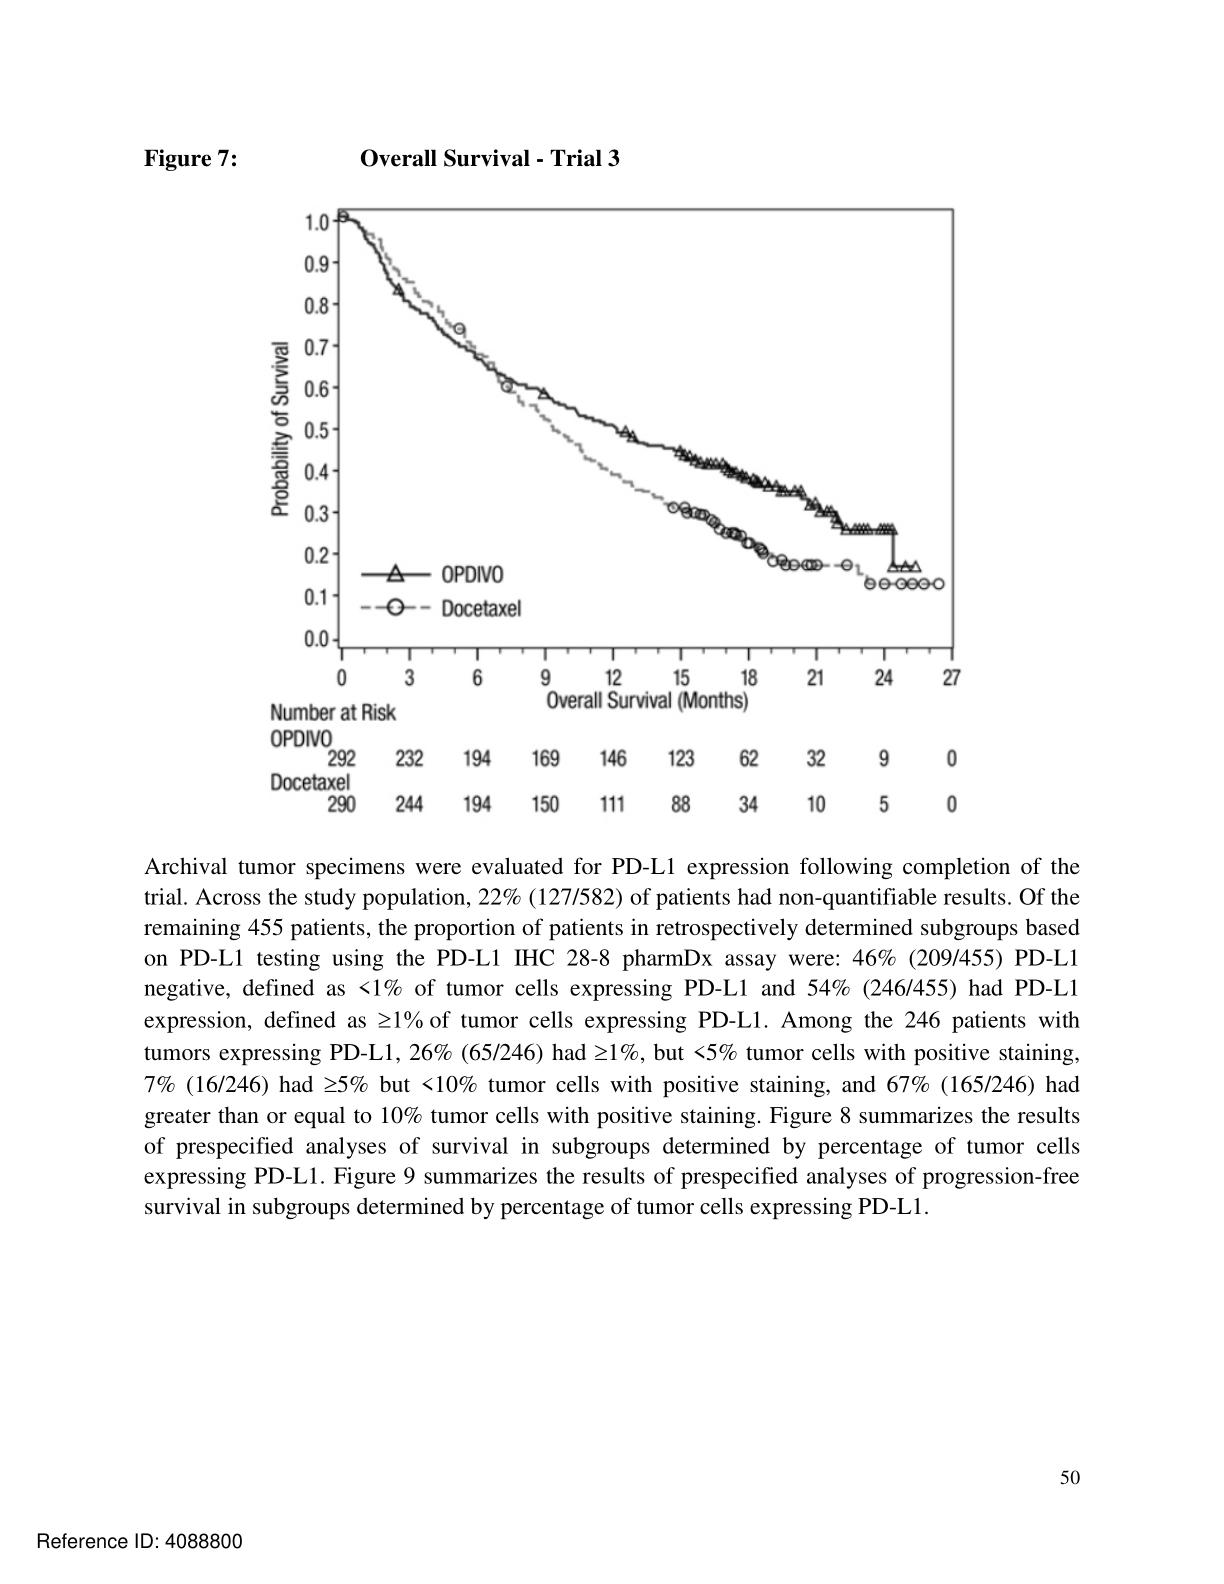 Figure 7: Overall Survival - Trial 3
1.0
0.9
0.8
0.7
0.6
0.5
0.4
0.3
0.2
0.1
0.0
Probability of Survival
OPDIVO
Docetaxel
0 3 6 9 12 15 18 21 24 27
Overall Survival (Months)
Number at Risk
OPDIVO
292 232 194 169 146 123 62 32 9 0
Docetaxel
290 244 194 150 111 88 34 10 5 0
Archival tumor specimens were evaluated for PD-L1 expression following completion of the
trial. Across the study population, 22% (127/582) of patients had non-quantifiable results. Of the
remaining 455 patients, the proportion of patients in retrospectively determined subgroups based
on PD-L1 testing using the PD-L1 IHC 28-8 pharmDx assay were: 46% (209/455) PD-L1
negative, defined as <1% of tumor cells expressing PD-L1 and 54% (246/455) had PD-L1
expression, defined as ≥1% of tumor cells expressing PD-L1. Among the 246 patients with
tumors expressing PD-L1, 26% (65/246) had ≥1%, but <5% tumor cells with positive staining,
7% (16/246) had ≥5% but <10% tumor cells with positive staining, and 67% (165/246) had
greater than or equal to 10% tumor cells with positive staining. Figure 8 summarizes the results
of prespecified analyses of survival in subgroups determined by percentage of tumor cells
expressing PD-L1. Figure 9 summarizes the results of prespecified analyses of progression-free
survival in subgroups determined by percentage of tumor cells expressing PD-L1.
50
Reference ID: 4088800